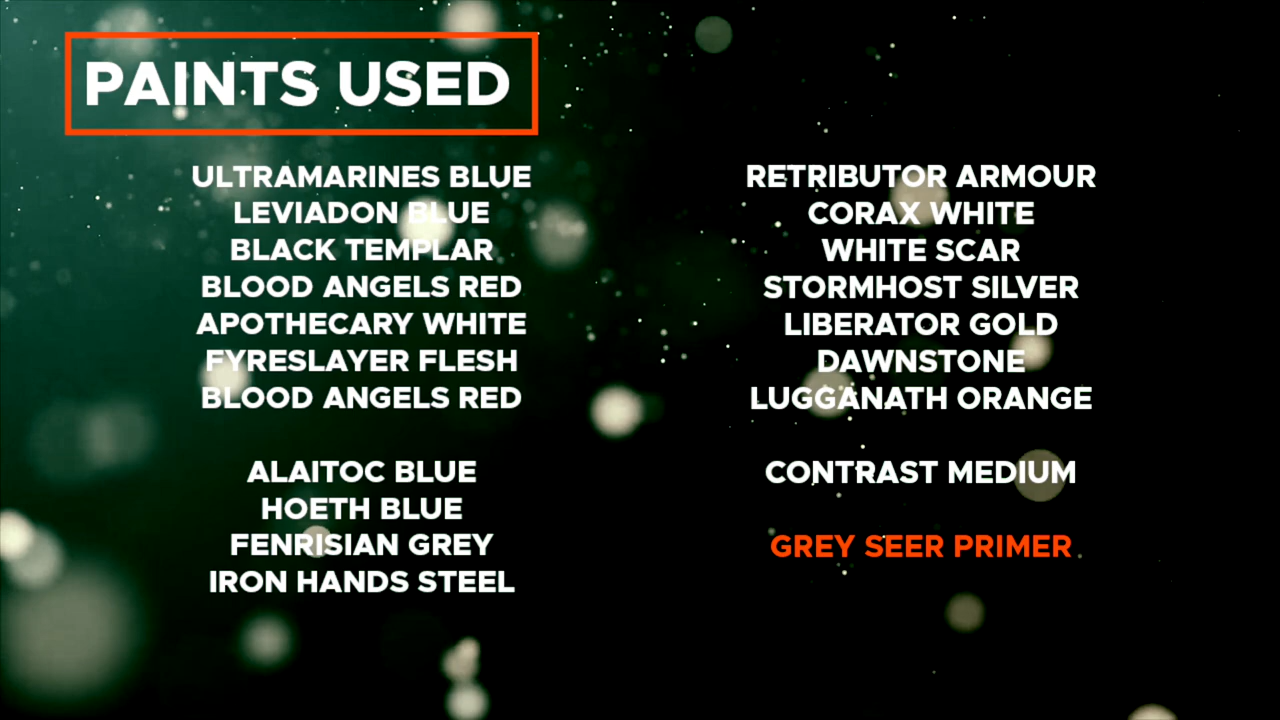 PAINTS USED
ULTRAMARINES BLUE
LEVIADON BLUE
BLACK TEMPLAR
BLOOD ANGELS RED
APOTHECARY WHITE
FYRESLAYER FLESH
BLOOD ANGELS RED
ALAITOC BLUE
HOETH BLUE
FENRISIAN GREY
IRON HANDS STEEL
RETRIBUTOR ARMOUR
CORAX WHITE
WHITE SCAR
STORMHOST SILVER
LIBERATOR GOLD
DAWNSTONE
LUGGANATH ORANGE
CONTRAST MEDIUM
GREY SEER PRIMER